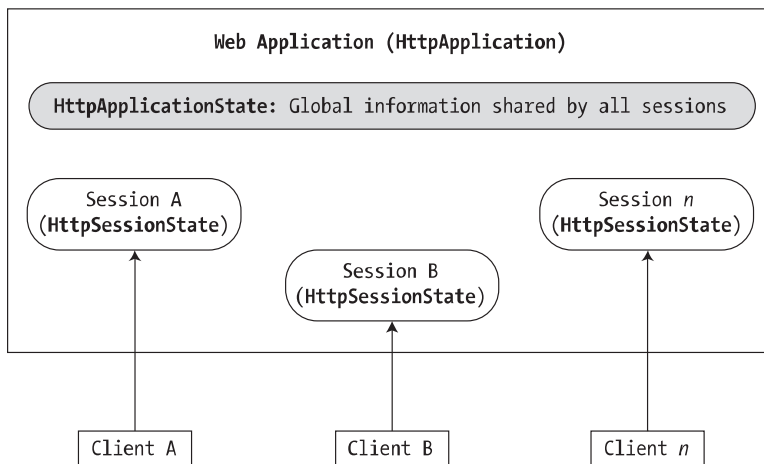 Web Application (HttpApplication)
HttpApplicationState: Global information shared by all sessions
Session A
(HttpSessionState)
Session B
(HttpSessionState)
Session n
(HttpSessionState)
Client A
Client B
Client n